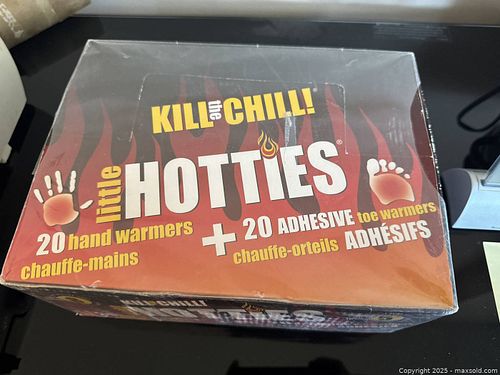 KILL the CHILL!
little HOTTIES®
20 hand warmers
chauffe-mains
+
20 ADHESIVE toe warmers
chauffe-orteils ADHÉSIFS
KILL the CHILL!
HOTTIES
Copyright © 2025 - maxsold.com